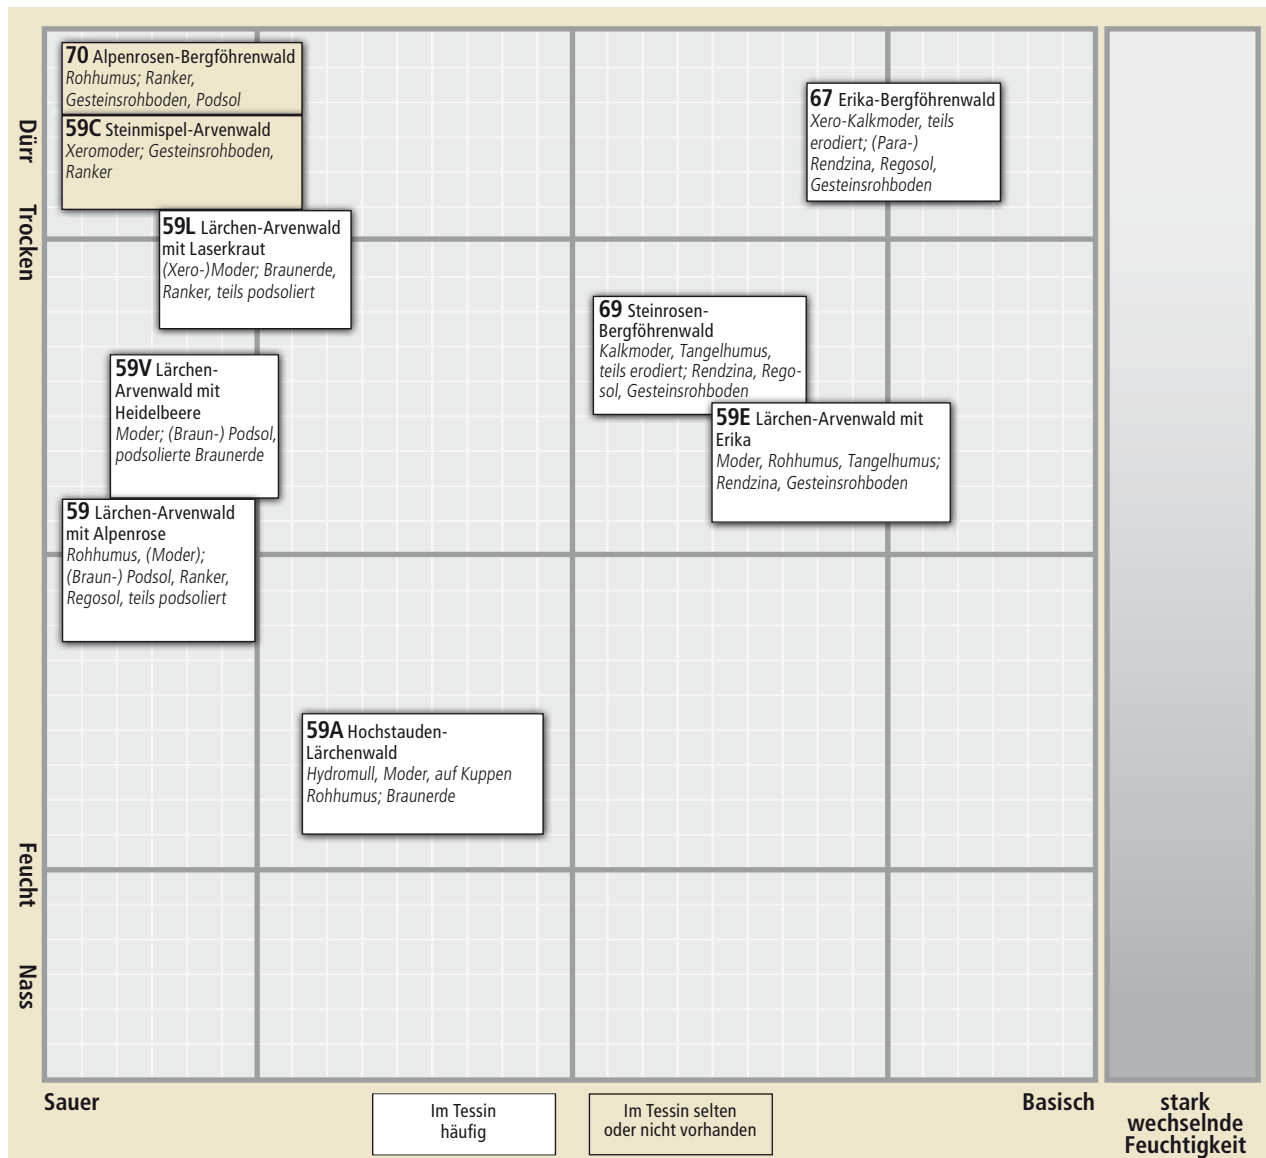 70 Alpenrosen-Bergföhrenwald
Rohhumus; Ranker,
Gesteinsrohboden, Podsol
59C Steinmispel-Arvenwald
Xeromoder; Gesteinsrohboden,
Ranker
67 Erika-Bergföhrenwald
Xero-Kalkmoder, teils
erodiert; (Para-)
Rendzina, Regosol,
Gesteinsrohboden
59L Lärchen-Arvenwald
mit Laserkraut
(Xero-)Moder; Braunerde,
Ranker, teils podsoliert
69 Steinrosen-
Bergföhrenwald
Kalkmoder, Tangelhumus,
teils erodiert; Rendzina, Rego-
sol, Gesteinsrohboden
59V Lärchen-
Arvenwald mit
Heidelbeere
Moder; (Braun-) Podsol,
podsolierte Braunerde
59E Lärchen-Arvenwald mit
Erika
Moder, Rohhumus, Tangelhumus;
Rendzina, Gesteinsrohboden
59 Lärchen-Arvenwald
mit Alpenrose
Rohhumus, (Moder);
(Braun-) Podsol, Ranker,
Regosol, teils podsoliert
59A Hochstauden-
Lärchenwald
Hydromull, Moder, auf Kuppen
Rohhumus; Braunerde
Dürr
Trocken
Feucht
Nass
Sauer
Basisch
Im Tessin
häufig
Im Tessin selten
oder nicht vorhanden
stark
wechselnde
Feuchtigkeit